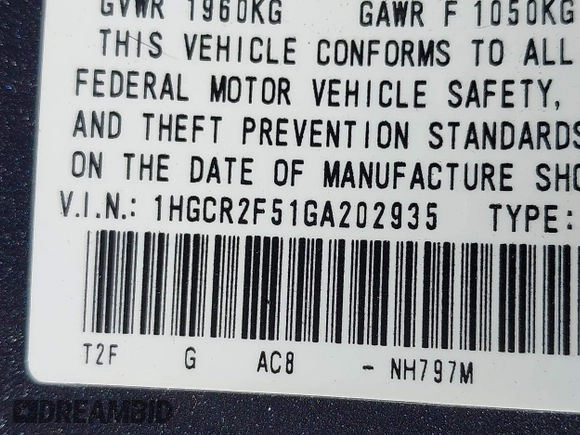 GVWR 1960KG GAWR F 1050KG
THIS VEHICLE CONFORMS TO ALL
FEDERAL MOTOR VEHICLE SAFETY,
AND THEFT PREVENTION STANDARDS
ON THE DATE OF MANUFACTURE SHO
V.I.N.: 1HGCR2F51GA202935 TYPE:
T2F G AC8 - NH797M
DREAMBID